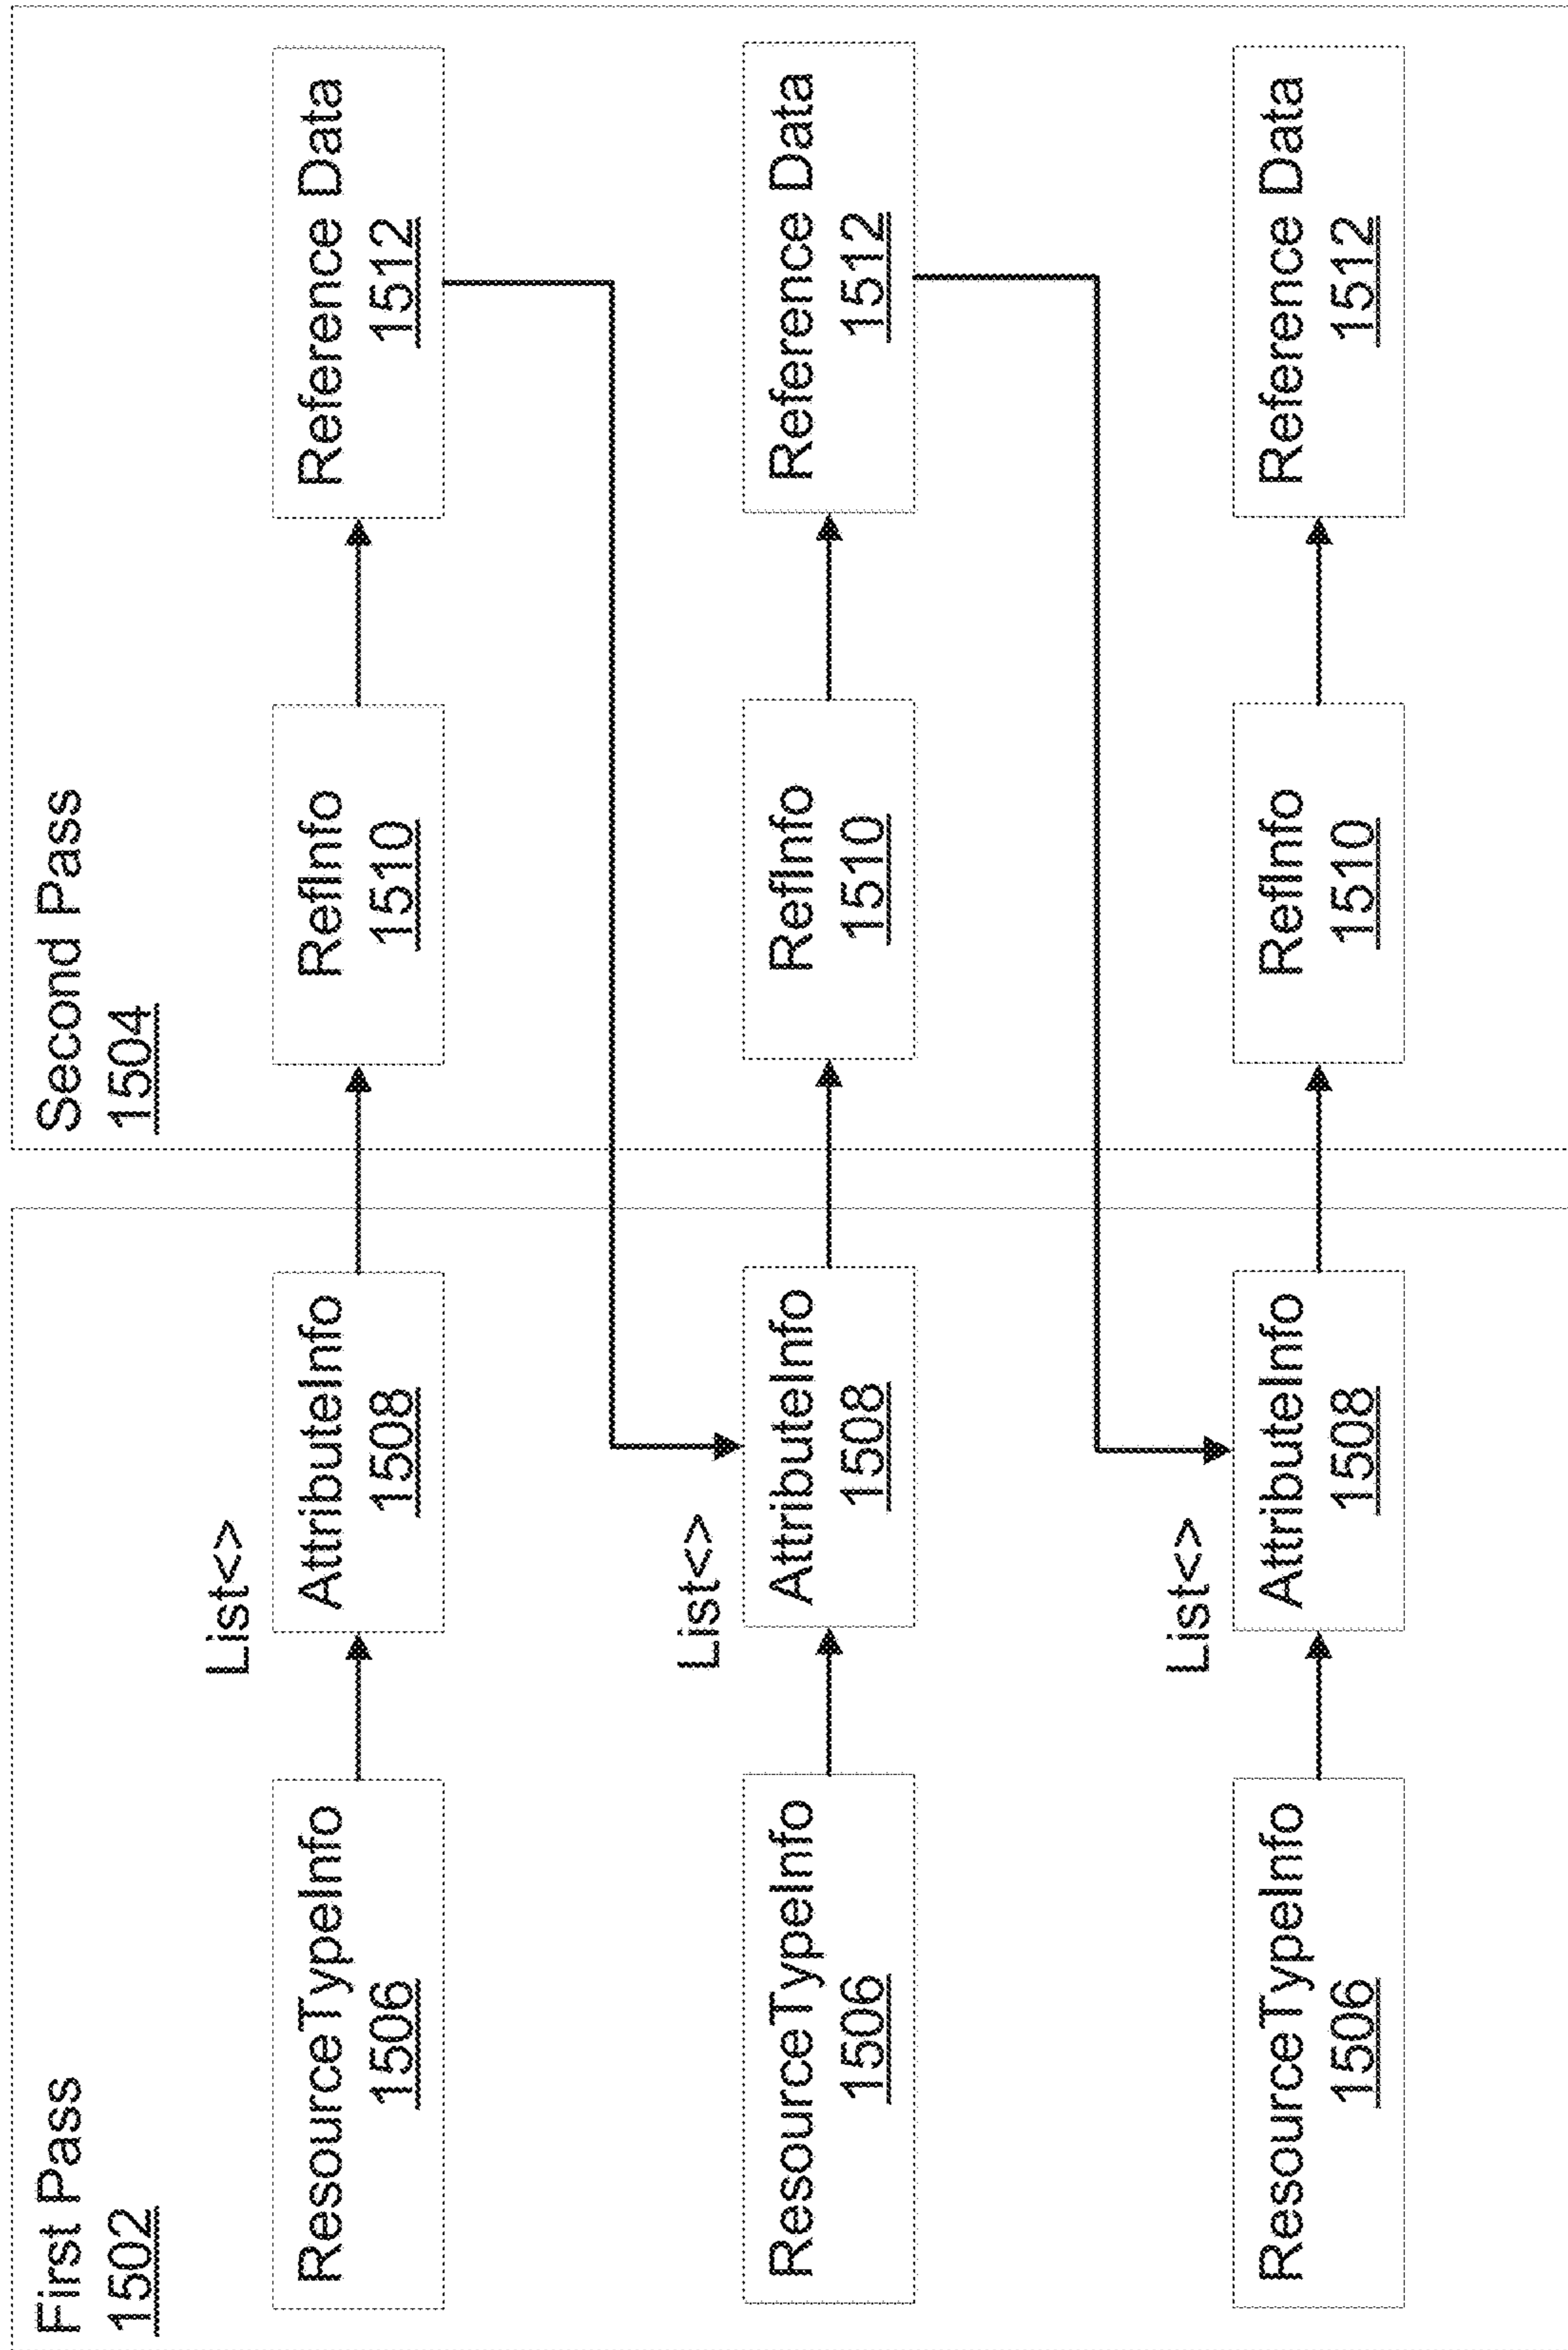 First Pass
1502
Second Pass
1504
List<>
ResourceTypeInfo
1506
AttributeInfo
1508
RefInfo
1510
Reference Data
1512
List<>
ResourceTypeInfo
1506
AttributeInfo
1508
RefInfo
1510
Reference Data
1512
List<>
ResourceTypeInfo
1506
AttributeInfo
1508
RefInfo
1510
Reference Data
1512